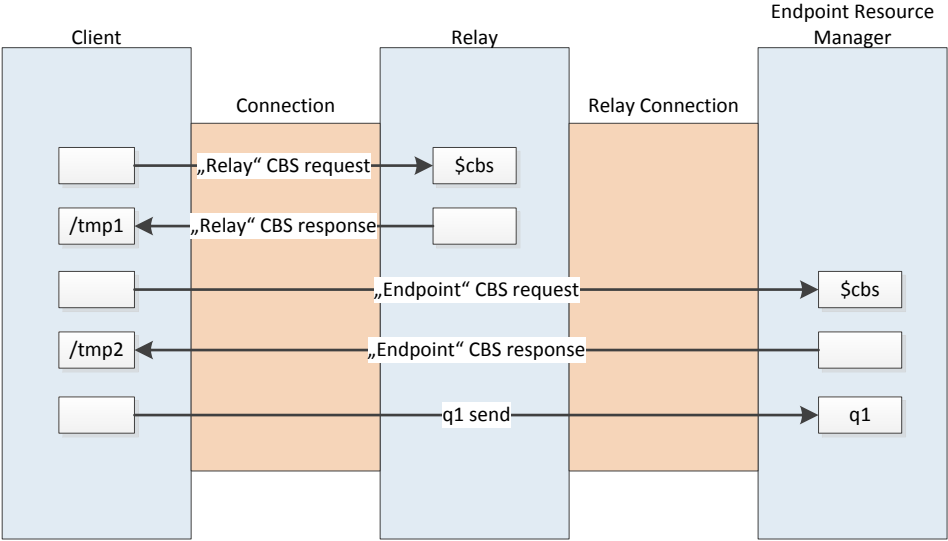 Endpoint Resource
Manager
Client
Relay
Connection
Relay Connection
„Relay“ CBS request
$cbs
/tmp1
„Relay“ CBS response
„Endpoint“ CBS request
$cbs
/tmp2
„Endpoint“ CBS response
q1 send
q1